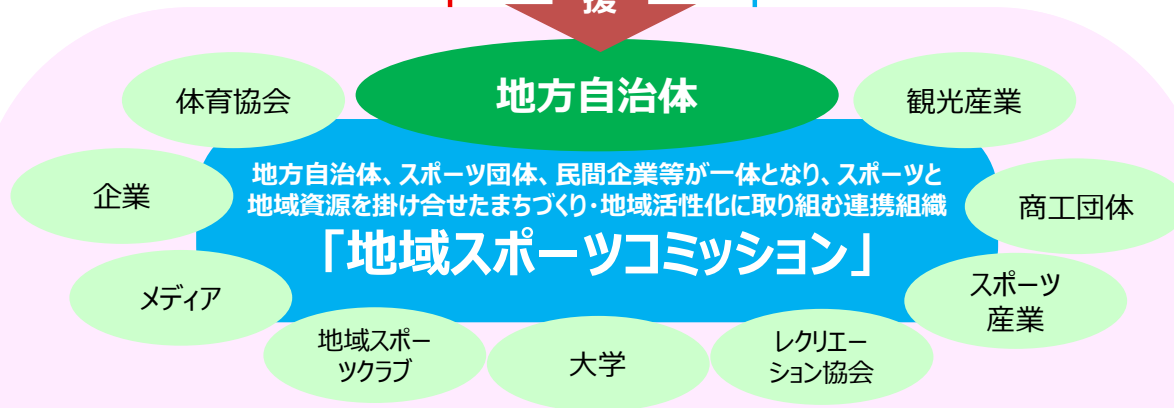 援
地方自治体
体育協会
観光産業
地方自治体、スポーツ団体、民間企業等が一体となり、スポーツと
地域資源を掛け合せたまちづくり・地域活性化に取り組む連携組織
「地域スポーツコミッション」
企業
商工団体
メディア
スポーツ
産業
地域スポー
ツクラブ
大学
レクリエー
ション協会